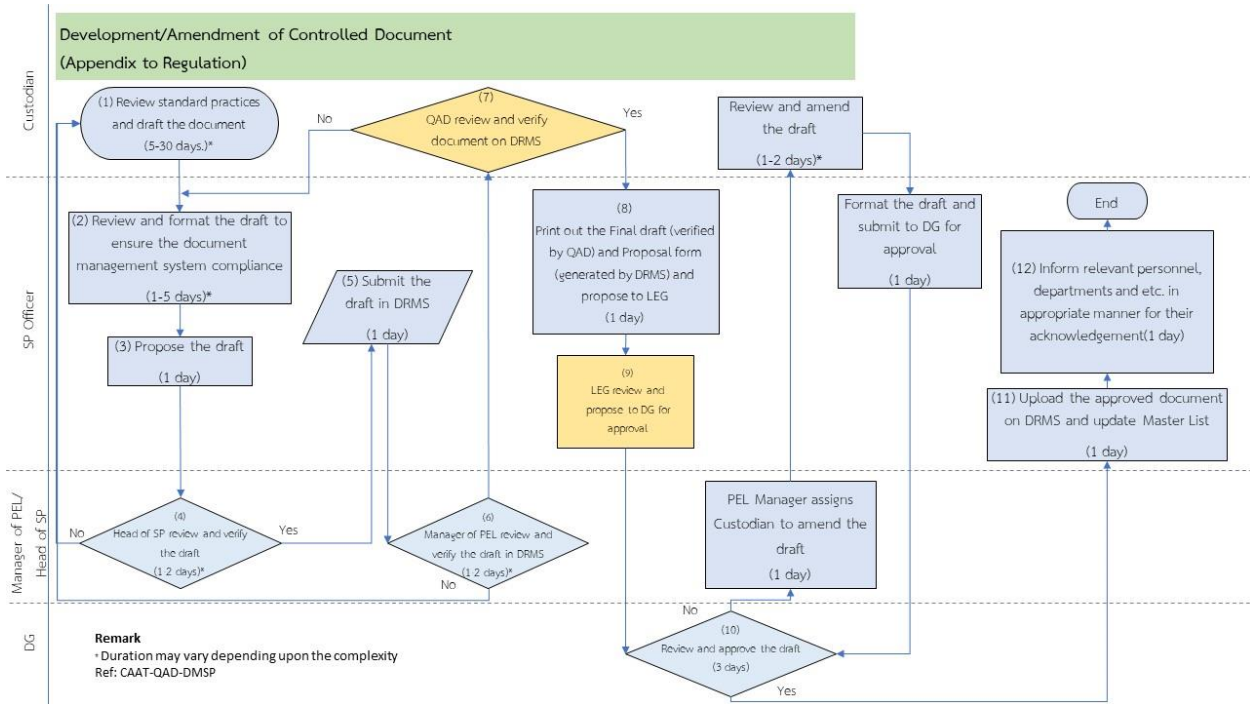 Development/Amendment of Controlled Document
(Appendix to Regulation)
Custodian
(1) Review standard practices
and draft the document
(5-30 days.)*
No
(7)
QAD review and verify
document on DRMS
Yes
Review and amend
the draft
(1-2 days)*
SP Officer
(2) Review and format the draft to
ensure the document
management system compliance
(1-5 days)*
(3) Propose the draft
(1 day)
(5) Submit the
draft in DRMS
(1 day)
(8)
Print out the Final draft (verified
by QAD) and Proposal form
(generated by DRMS) and
propose to LEG
(1 day)
(9)
LEG review and
propose to DG for
approval
Format the draft and
submit to DG for
approval
(1 day)
End
(12) Inform relevant personnel,
departments and etc. in
appropriate manner for their
acknowledgement(1 day)
(11) Upload the approved document
on DRMS and update Master List
(1 day)
Manager of PEL/
Head of SP
No
(4)
Head of SP review and verify
the draft
(1-2 days)*
Yes
(6)
Manager of PEL review and
verify the draft in DRMS
(1-2 days)*
No
PEL Manager assigns
Custodian to amend the
draft
(1 day)
DG
Remark
* Duration may vary depending upon the complexity
Ref: CAAT-QAD-DMSP
No
(10)
Review and approve the draft
(3 days)
Yes